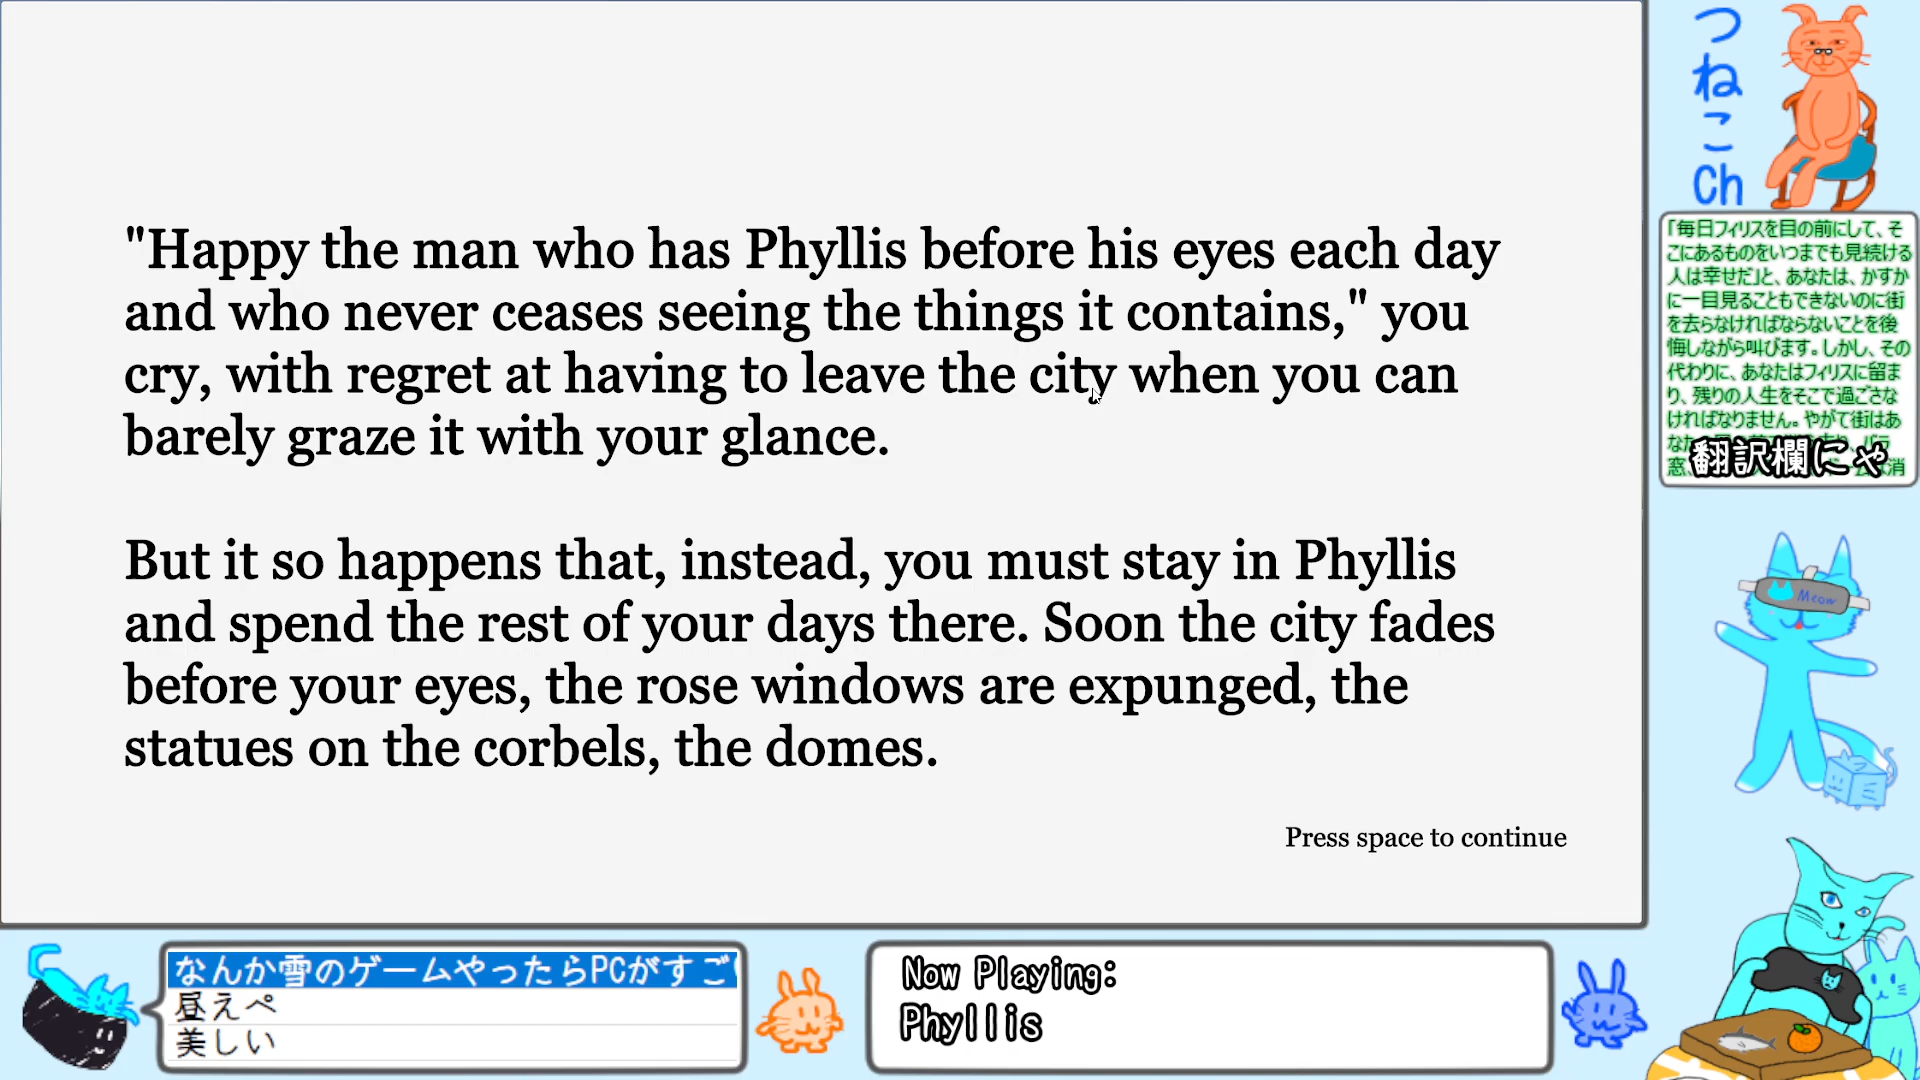 "Happy the man who has Phyllis before his eyes each day
and who never ceases seeing the things it contains," you
cry, with regret at having to leave the city when you can
barely graze it with your glance.
But it so happens that, instead, you must stay in Phyllis
and spend the rest of your days there. Soon the city fades
before your eyes, the rose windows are expunged, the
statues on the corbels, the domes.
Press space to continue
つねこCh
「毎日フィリスを目の前にして、そ
こにあるものをいつまでも見続ける
人は幸せだ」と、あなたは、かすか
に一目見ることもできないのに街
を去らなければならないことを後
悔しながら叫びます。しかし、その
代わりに、あなたはフィリスに留ま
り、残りの人生をそこで過ごさな
ければなりません。やがて街はあ
翻訳欄にゃ
Meow
なんか雪のゲームやったらPCがすご
昼えぺ
美しい
Now Playing:
Phyllis